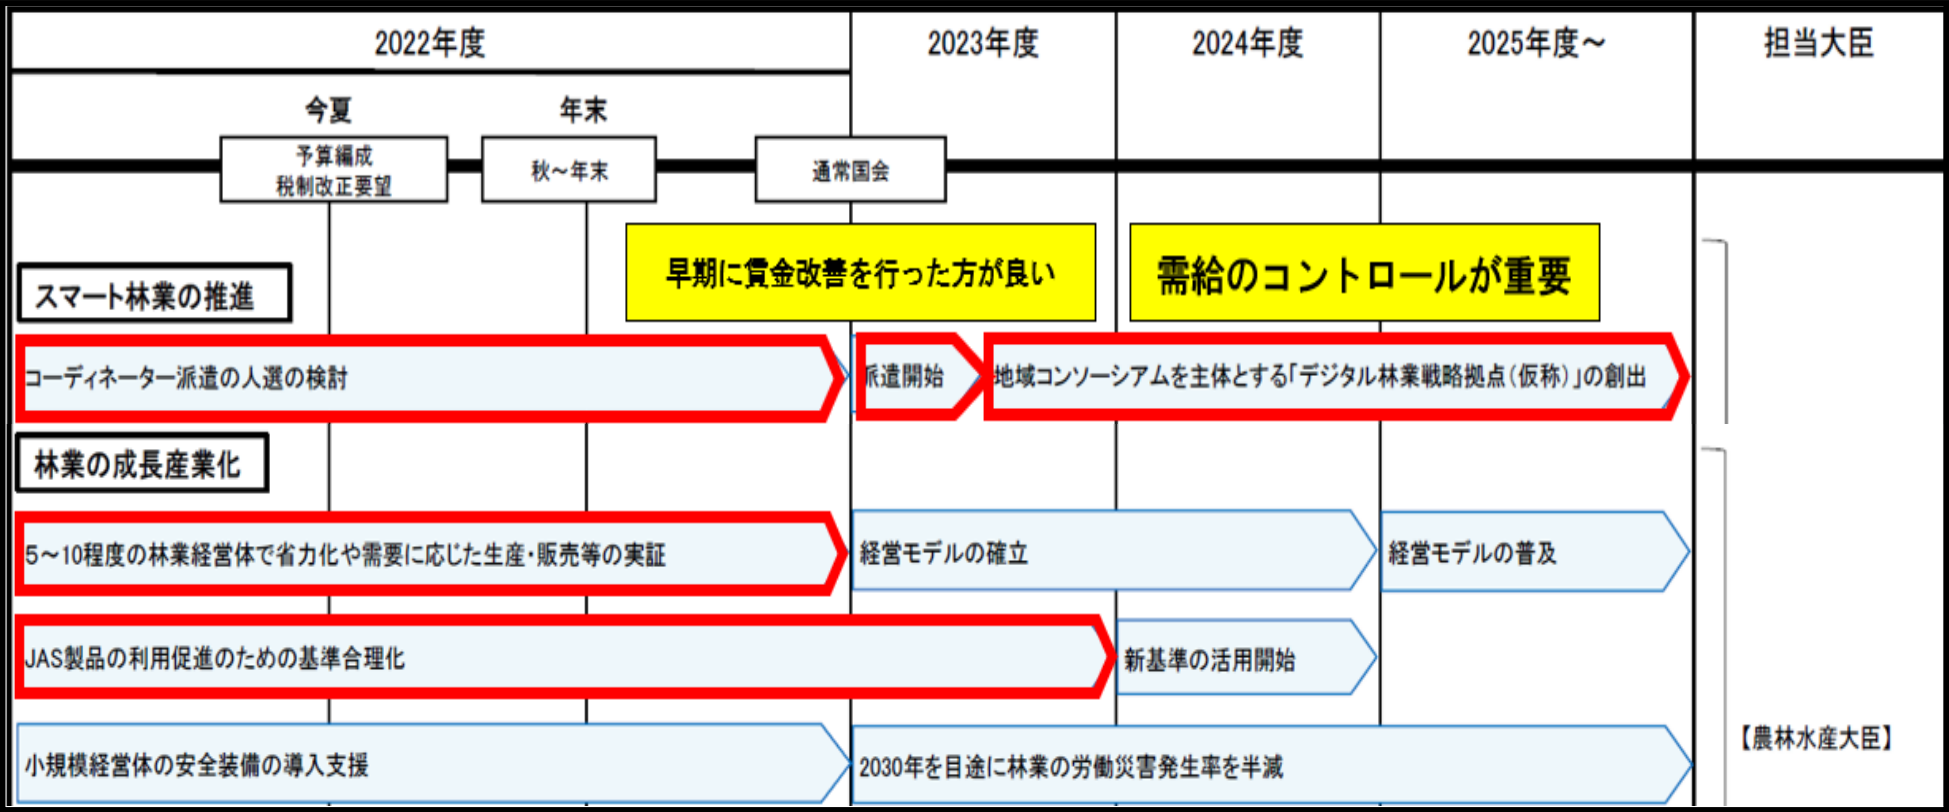 2022年度
2023年度
2024年度
2025年度～
担当大臣
今夏
年末
予算編成
税制改正要望
秋～年末
通常国会
早期に賃金改善を行った方が良い
需給のコントロールが重要
スマート林業の推進
コーディネーター派遣の人選の検討
派遣開始
地域コンソーシアムを主体とする「デジタル林業戦略拠点（仮称）」の創出
林業の成長産業化
5～10程度の林業経営体で省力化や需要に応じた生産・販売等の実証
経営モデルの確立
経営モデルの普及
JAS製品の利用促進のための基準合理化
新基準の活用開始
【農林水産大臣】
小規模経営体の安全装備の導入支援
2030年を目途に林業の労働災害発生率を半減